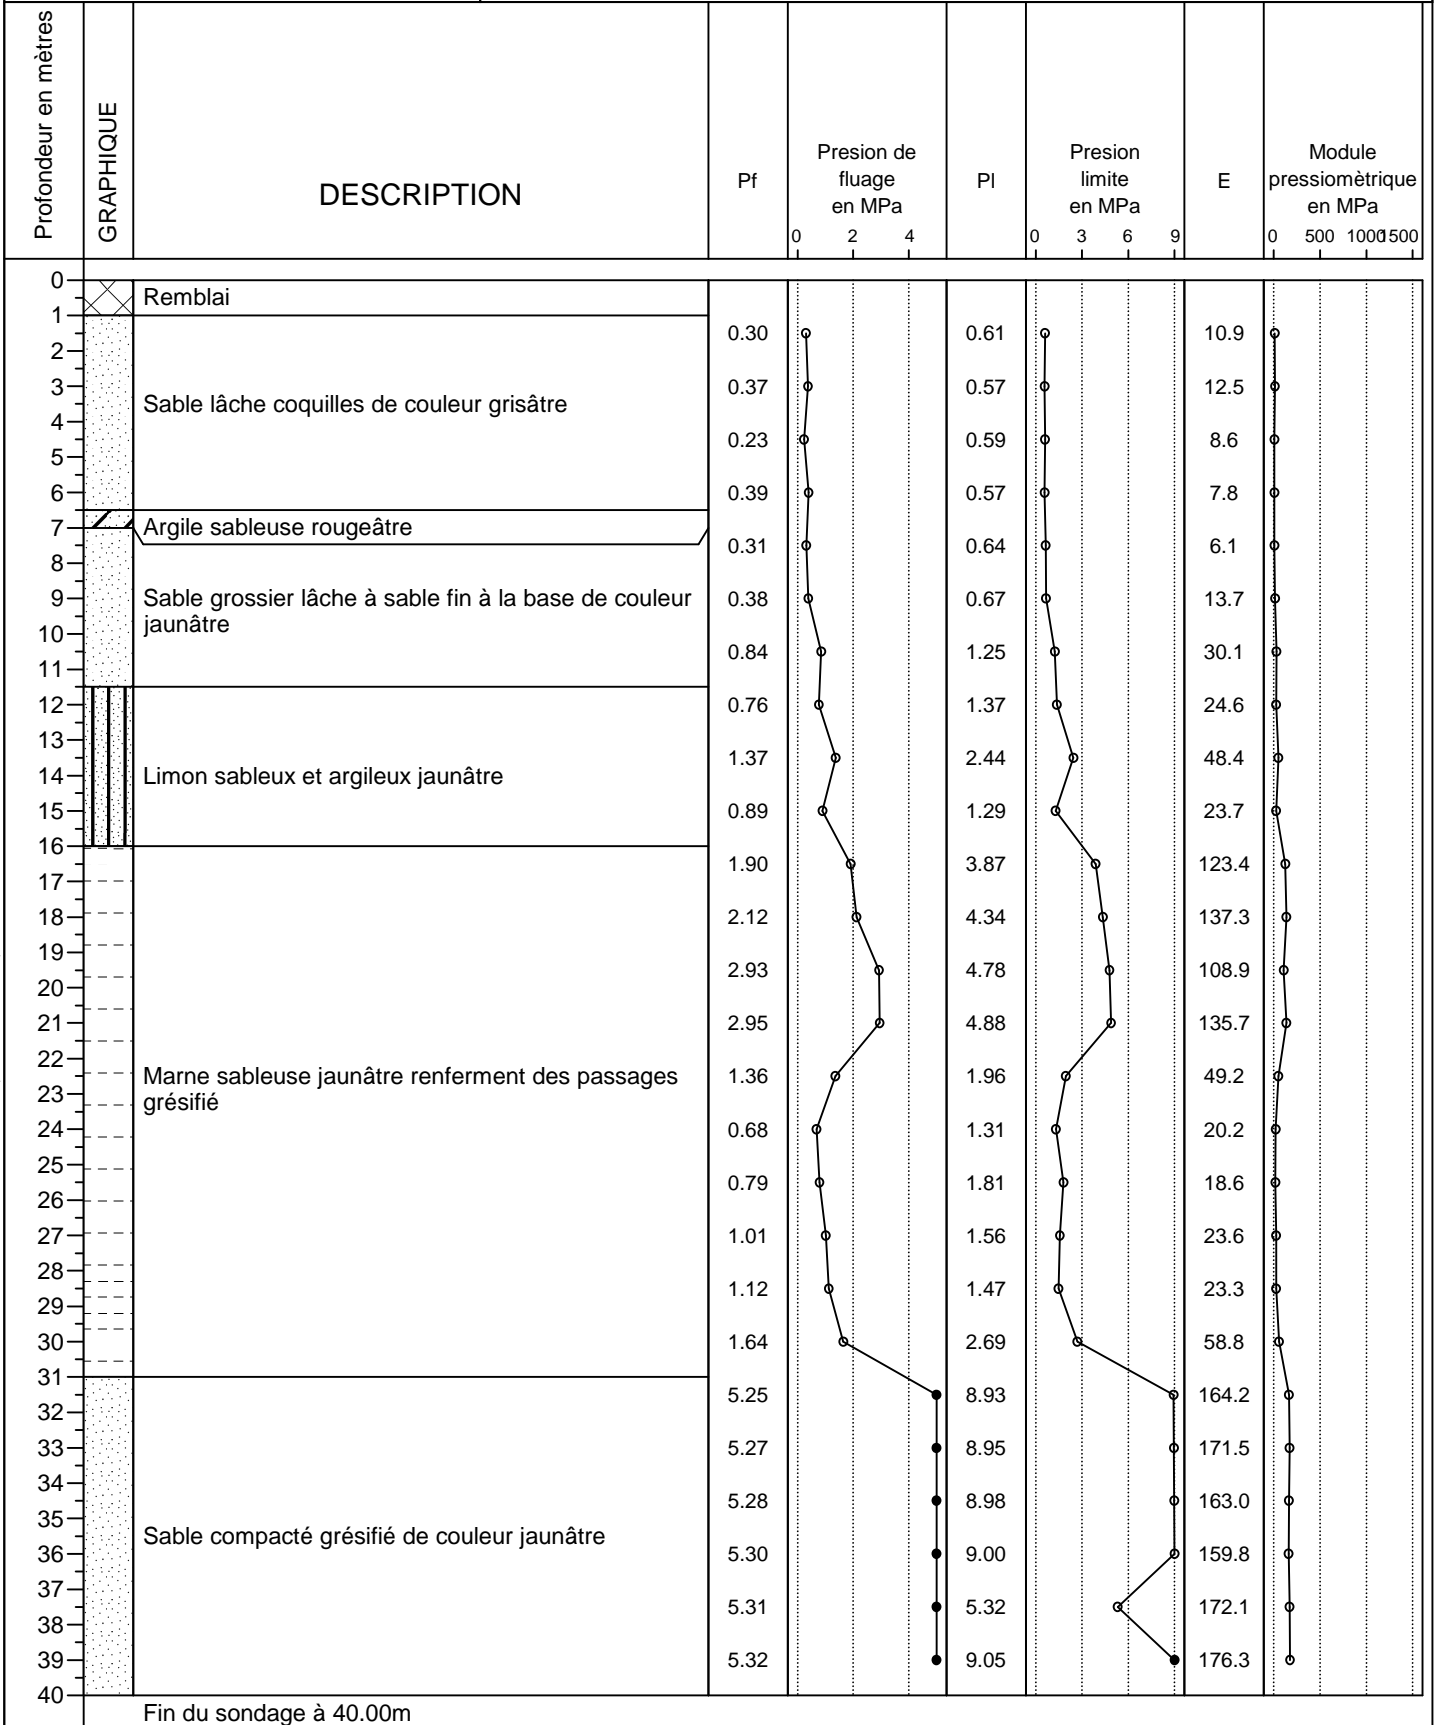 Profondeur en mètres
GRAPHIQUE
DESCRIPTION
Pf
Presion de
fluage
en MPa
0 2 4
Pl
Presion
limite
en MPa
0 3 6 9
E
Module
pressiomètrique
en MPa
0 500 1000 1500
0
Remblai
1
0.30 0.61 10.9
2
3 0.37 0.57 12.5
Sable lâche coquilles de couleur grisâtre
4
0.23 0.59 8.6
5
6 0.39 0.57 7.8
7 Argile sableuse rougeâtre
0.31 0.64 6.1
8
9 Sable grossier lâche à sable fin à la base de couleur 0.38 0.67 13.7
jaunâtre
10
0.84 1.25 30.1
11
12 0.76 1.37 24.6
13
1.37 2.44 48.4
14 Limon sableux et argileux jaunâtre
15 0.89 1.29 23.7
16
1.90 3.87 123.4
17
18 2.12 4.34 137.3
19
2.93 4.78 108.9
20
21 2.95 4.88 135.7
22
Marne sableuse jaunâtre renferment des passages 1.36 1.96 49.2
23
grésifié
24 0.68 1.31 20.2
25
0.79 1.81 18.6
26
27 1.01 1.56 23.6
28
1.12 1.47 23.3
29
30 1.64 2.69 58.8
31
5.25 8.93 164.2
32
33 5.27 8.95 171.5
34
5.28 8.98 163.0
35
Sable compacté grésifié de couleur jaunâtre
36 5.30 9.00 159.8
37
5.31 5.32 172.1
38
39 5.32 9.05 176.3
40
Fin du sondage à 40.00m